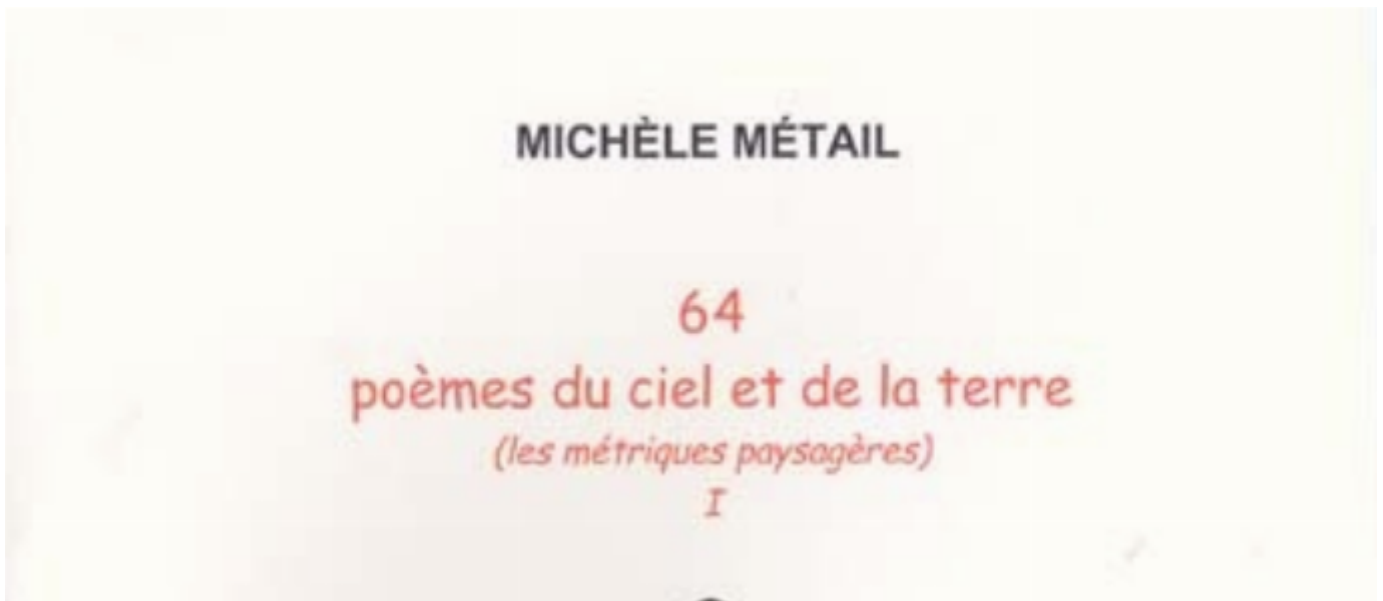 MICHÈLE MÉTAIL
64
poèmes du ciel et de la terre
(les métriques paysagères)
I